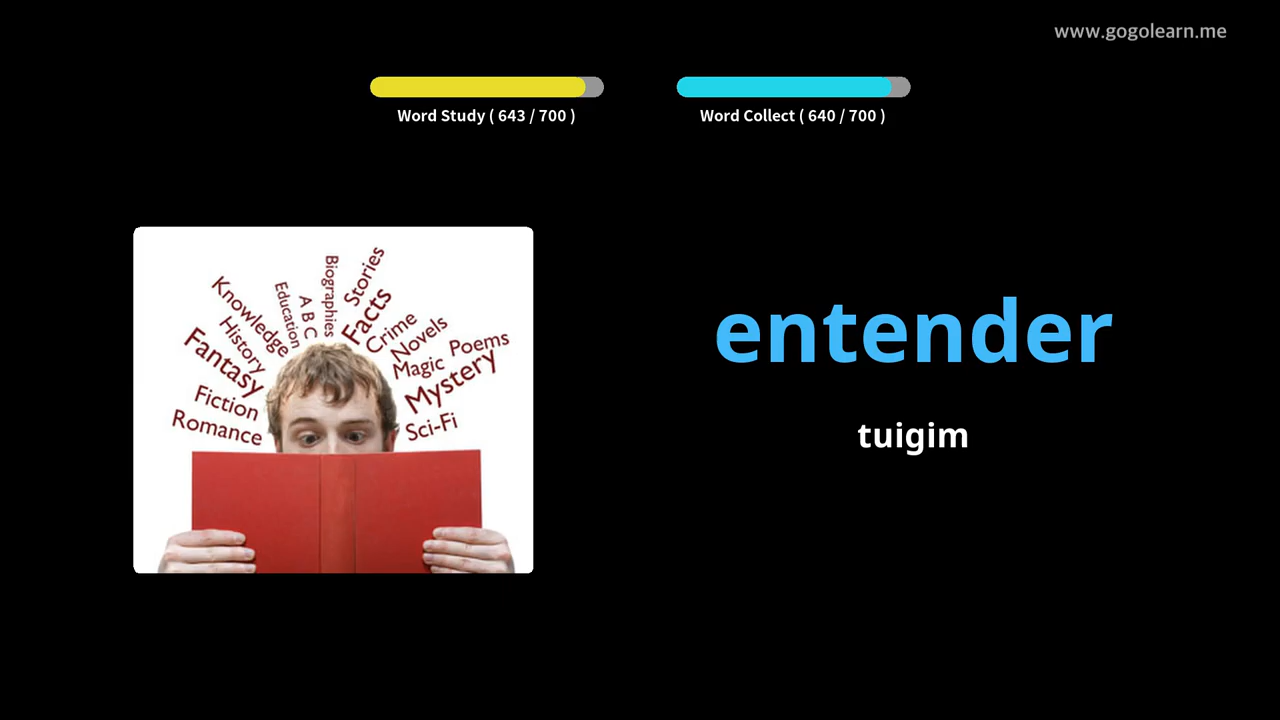 www.gogolearn.me
Word Study ( 643 / 700 )
Word Collect ( 640 / 700 )
Knowledge
History
Fantasy
Fiction
Romance
Education
A B C
Biographies
Stories
Facts
Crime
Novels
Magic
Poems
Mystery
Sci-Fi
entender
tuigim